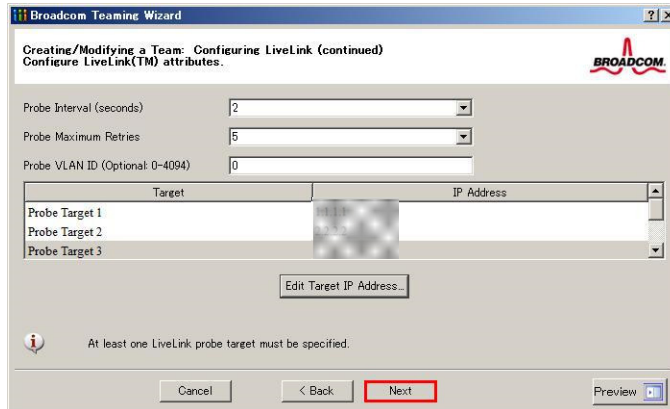 Broadcom Teaming Wizard
Creating/Modifying a Team: Configuring LiveLink (continued)
Configure LiveLink(TM) attributes.
BROADCOM.
Probe Interval (seconds) 2
Probe Maximum Retries 5
Probe VLAN ID (Optional: 0-4094) 0
Target IP Address
Probe Target 1
Probe Target 2
Probe Target 3
Edit Target IP Address...
At least one LiveLink probe target must be specified.
Cancel < Back Next Preview